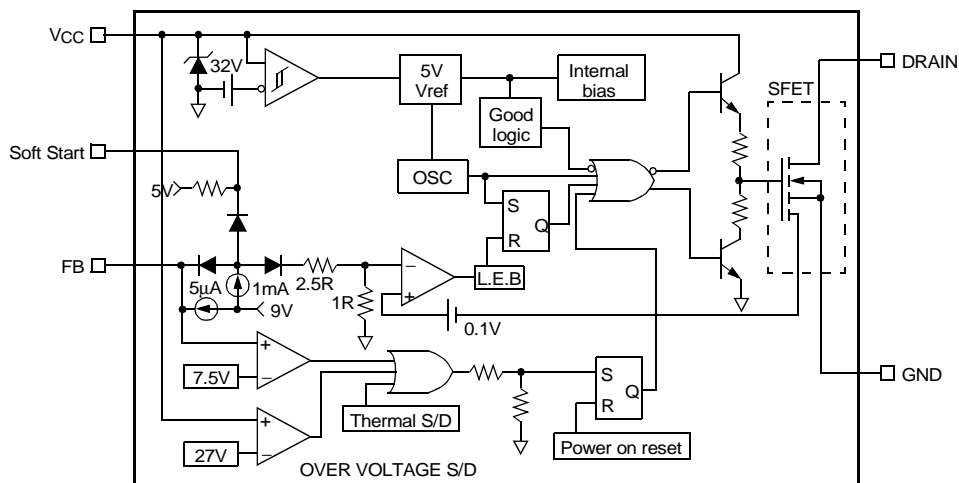 VCC
DRAIN
32V
5V
Vref
Internal
bias
SFET
Good
logic
Soft Start
OSC
5V
S
Q
R
FB
5μA
1mA
2.5R
9V
1R
−
+
L.E.B
0.1V
+
−
7.5V
S
Q
R
GND
Thermal S/D
+
−
27V
Power on reset
OVER VOLTAGE S/D